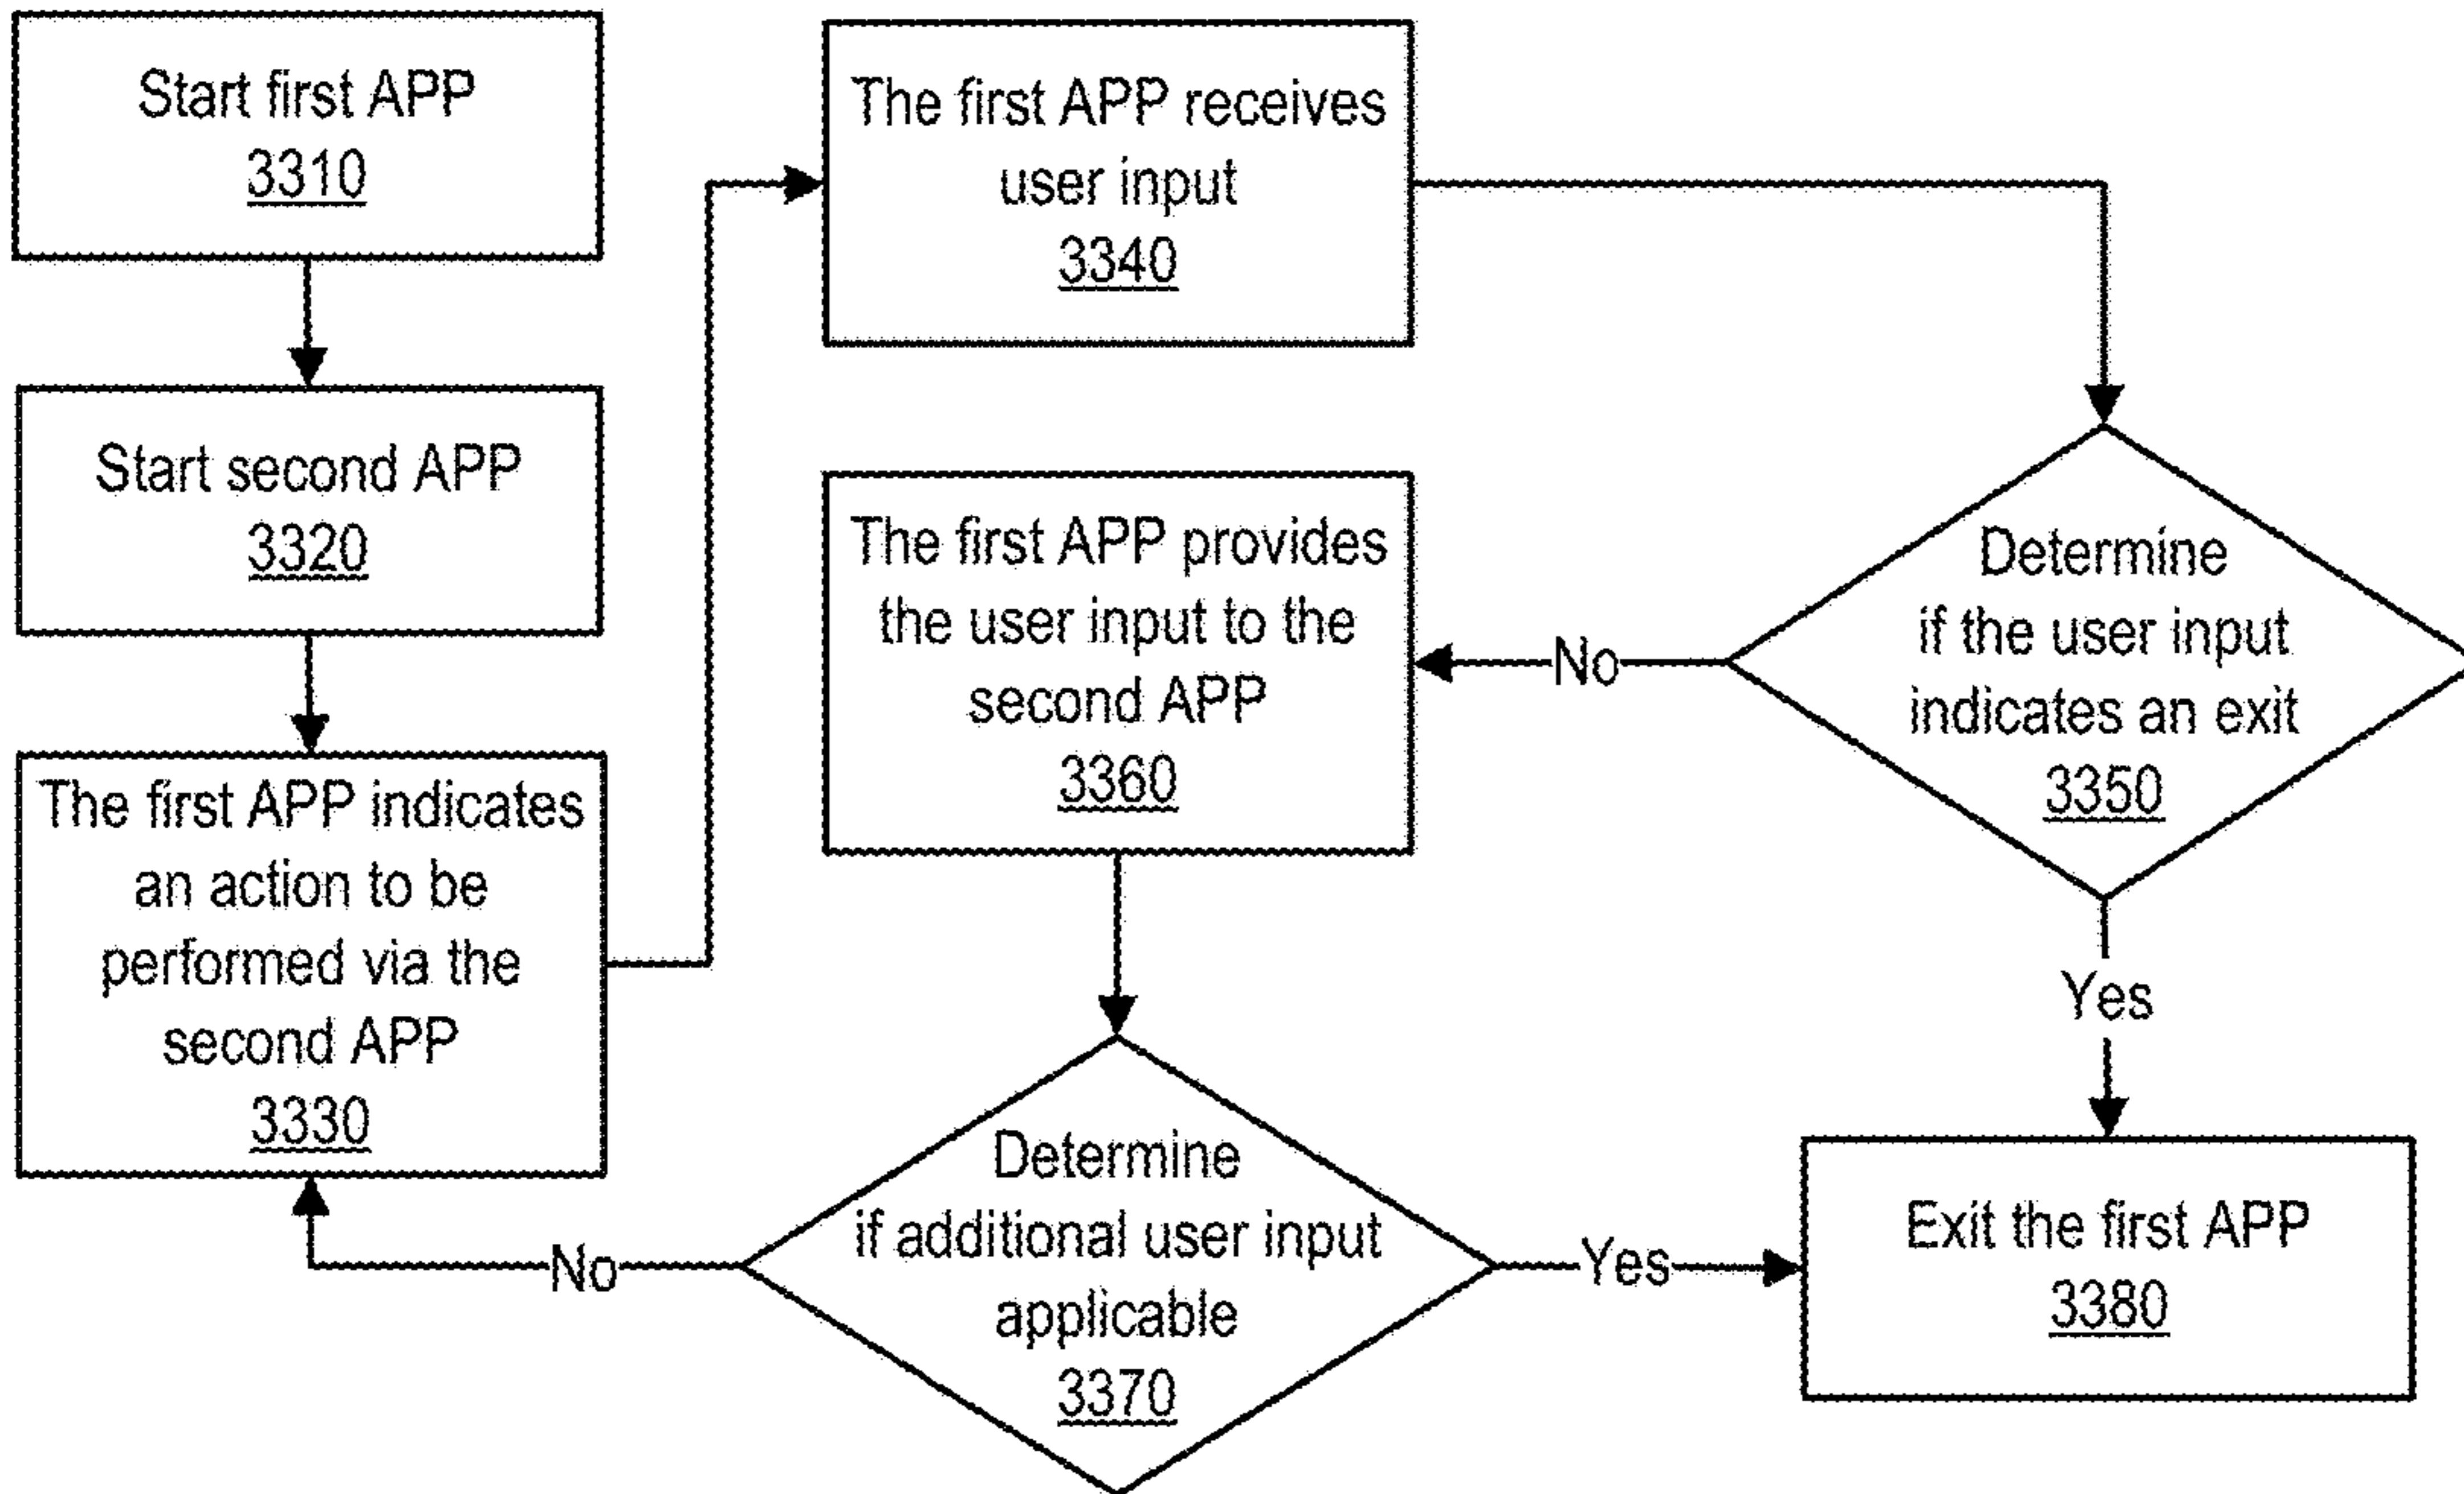 Start first APP
3310
Start second APP
3320
The first APP indicates
an action to be
performed via the
second APP
3330
The first APP receives
user input
3340
Determine
if the user input
indicates an exit
3350
No
Yes
The first APP provides
the user input to the
second APP
3360
Determine
if additional user input
applicable
3370
No
Yes
Exit the first APP
3380